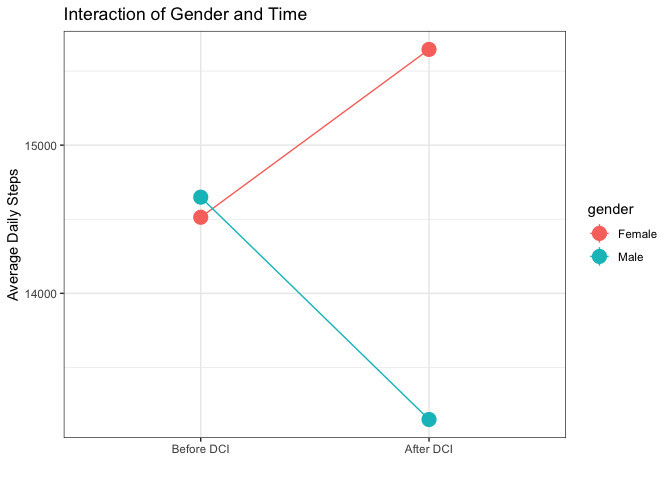 Interaction of Gender and Time
Average Daily Steps
15000
14000
Before DCI
After DCI
gender
Female
Male